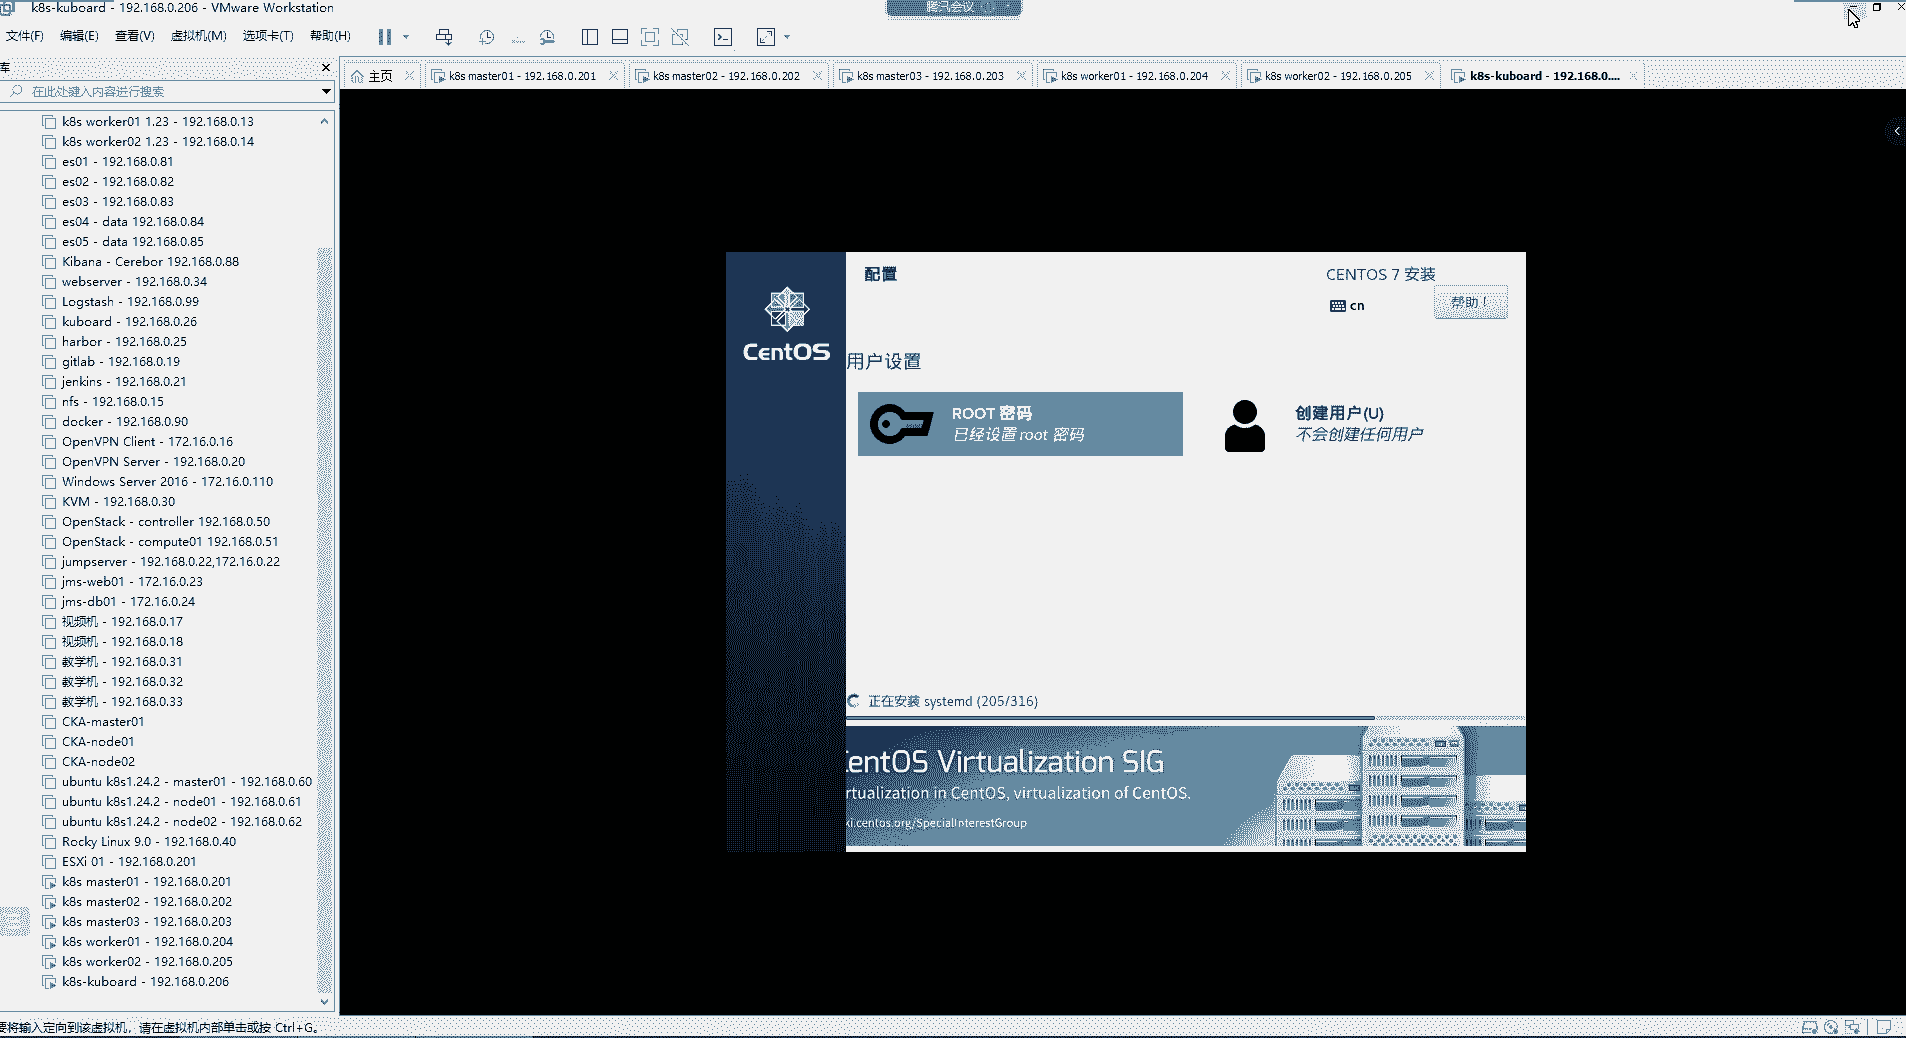 k8s-kuboard - 192.168.0.206 - VMware Workstation
腾讯会议
文件(F) 编辑(E) 查看(V) 虚拟机(M) 选项卡(T) 帮助(H)
库
主页 k8s master01 - 192.168.0.201 k8s master02 - 192.168.0.202 k8s master03 - 192.168.0.203 k8s worker01 - 192.168.0.204 k8s worker02 - 192.168.0.205 k8s-kuboard - 192.168.0....
在此处键入内容进行搜索
k8s worker01 1.23 - 192.168.0.13
k8s worker02 1.23 - 192.168.0.14
es01 - 192.168.0.81
es02 - 192.168.0.82
es03 - 192.168.0.83
es04 - data 192.168.0.84
es05 - data 192.168.0.85
Kibana - Cerebor 192.168.0.88
webserver - 192.168.0.34
Logstash - 192.168.0.99
kuboard - 192.168.0.26
harbor - 192.168.0.25
gitlab - 192.168.0.19
jenkins - 192.168.0.21
nfs - 192.168.0.15
docker - 192.168.0.90
OpenVPN Client - 172.16.0.16
OpenVPN Server - 192.168.0.20
Windows Server 2016 - 172.16.0.110
KVM - 192.168.0.30
OpenStack - controller 192.168.0.50
OpenStack - compute01 192.168.0.51
jumpserver - 192.168.0.22,172.16.0.22
jms-web01 - 172.16.0.23
jms-db01 - 172.16.0.24
视频机 - 192.168.0.17
视频机 - 192.168.0.18
教学机 - 192.168.0.31
教学机 - 192.168.0.32
教学机 - 192.168.0.33
CKA-master01
CKA-node01
CKA-node02
ubuntu k8s1.24.2 - master01 - 192.168.0.60
ubuntu k8s1.24.2 - node01 - 192.168.0.61
ubuntu k8s1.24.2 - node02 - 192.168.0.62
Rocky Linux 9.0 - 192.168.0.40
ESXi 01 - 192.168.0.201
k8s master01 - 192.168.0.201
k8s master02 - 192.168.0.202
k8s master03 - 192.168.0.203
k8s worker01 - 192.168.0.204
k8s worker02 - 192.168.0.205
k8s-kuboard - 192.168.0.206
CentOS
配置
CENTOS 7 安装
cn
帮助！
用户设置
ROOT 密码
已经设置 root 密码
创建用户(U)
不会创建任何用户
正在安装 systemd (205/316)
CentOS Virtualization SIG
rtualization in CentOS, virtualization of CentOS.
ki.centos.org/SpecialInterestGroup
要将输入定向到该虚拟机，请在虚拟机内部单击或按 Ctrl+G。